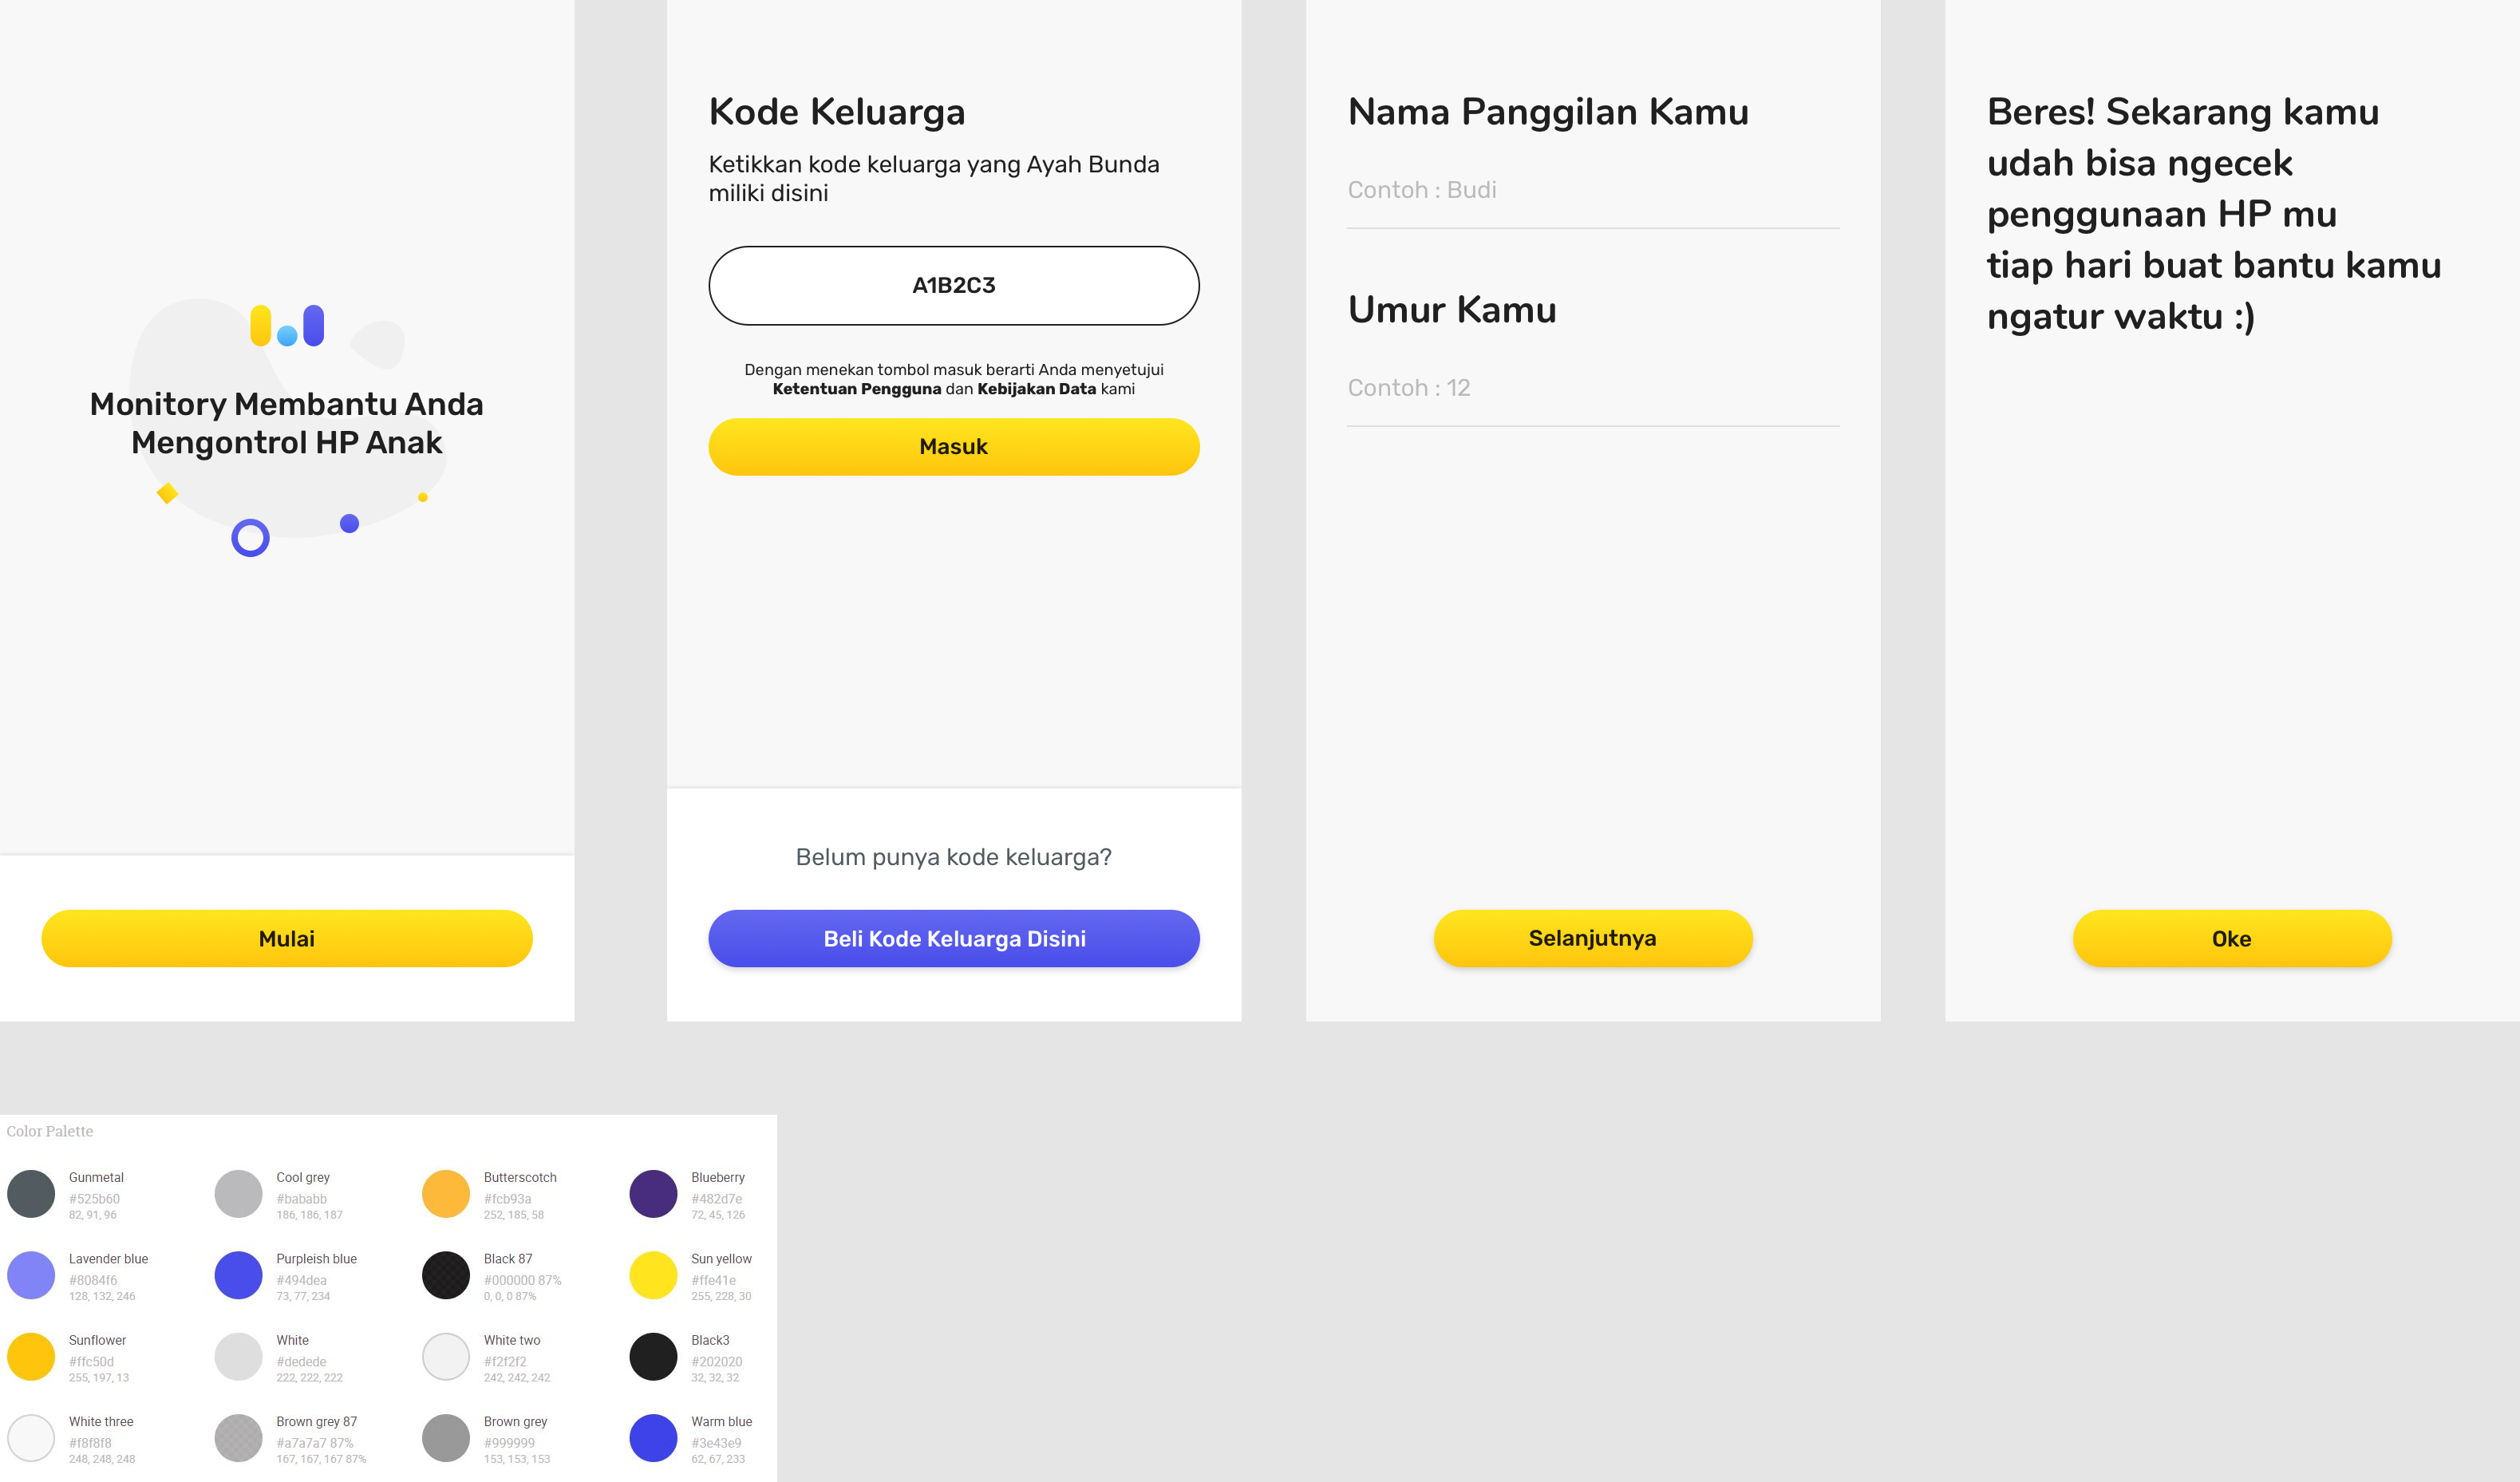 Monitory Membantu Anda
Mengontrol HP Anak
Mulai
Kode Keluarga
Ketikkan kode keluarga yang Ayah Bunda
miliki disini
A1B2C3
Dengan menekan tombol masuk berarti Anda menyetujui
Ketentuan Pengguna dan Kebijakan Data kami
Masuk
Belum punya kode keluarga?
Beli Kode Keluarga Disini
Nama Panggilan Kamu
Contoh : Budi
Umur Kamu
Contoh : 12
Selanjutnya
Beres! Sekarang kamu
udah bisa ngecek
penggunaan HP mu
tiap hari buat bantu kamu
ngatur waktu :)
Oke
Color Palette
Gunmetal
#525b60
82, 91, 96
Cool grey
#bababb
186, 186, 187
Butterscotch
#fcb93a
252, 185, 58
Blueberry
#482d7e
72, 45, 126
Lavender blue
#8084f6
128, 132, 246
Purpleish blue
#494dea
73, 77, 234
Black 87
#000000 87%
0, 0, 0 87%
Sun yellow
#ffe41e
255, 228, 30
Sunflower
#ffc50d
255, 197, 13
White
#dedede
222, 222, 222
White two
#f2f2f2
242, 242, 242
Black3
#202020
32, 32, 32
White three
#f8f8f8
248, 248, 248
Brown grey 87
#a7a7a7 87%
167, 167, 167 87%
Brown grey
#999999
153, 153, 153
Warm blue
#3e43e9
62, 67, 233